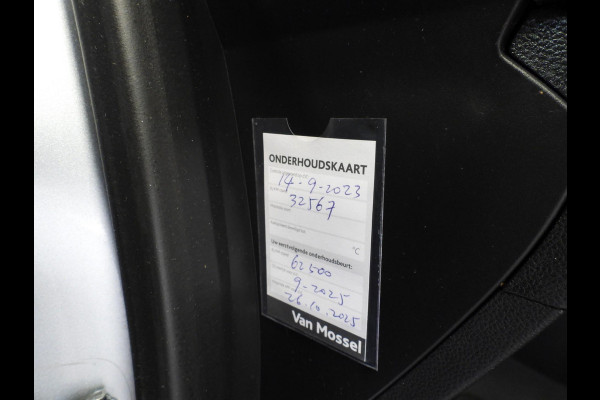 ONDERHOUDSKAART
14-9-2023
32567
°C
Uw eerstvolgende onderhoudsbeurt:
62500
9-2025
26.10.2025
Van Mossel